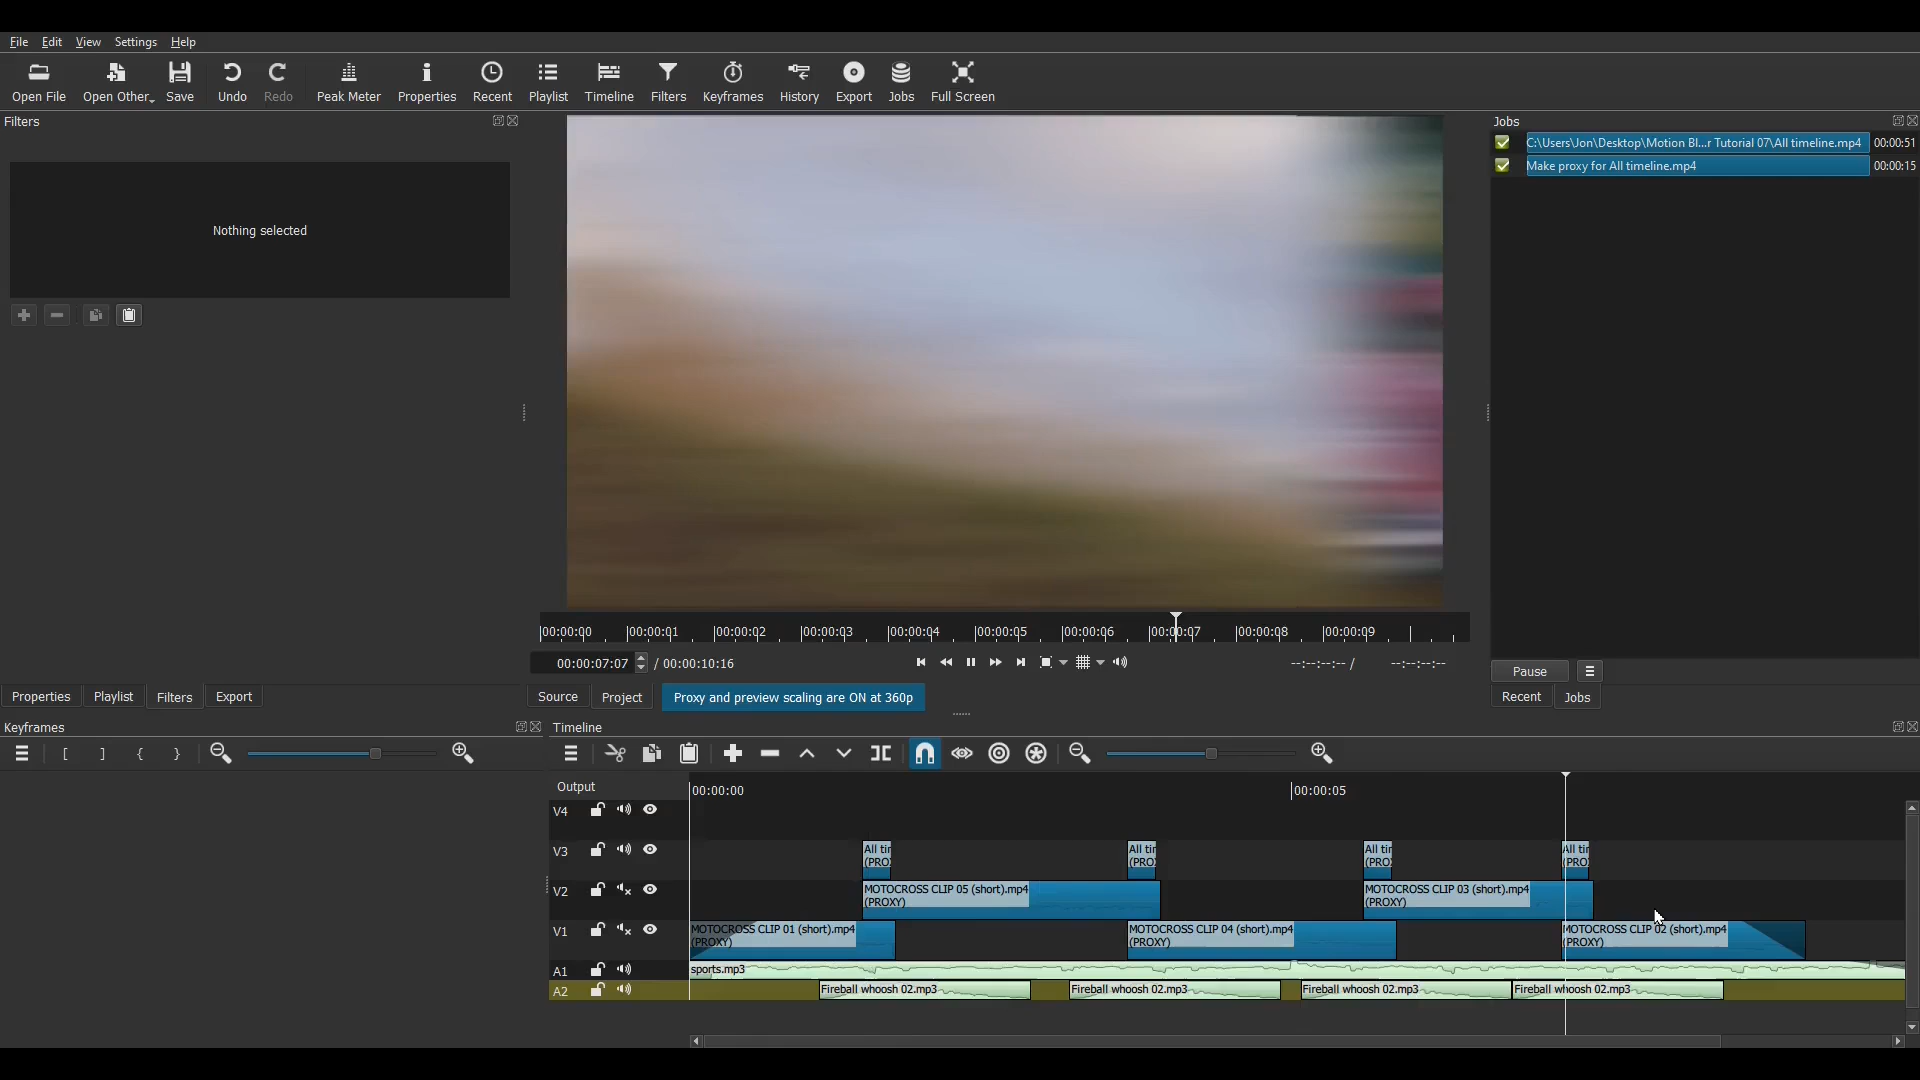 File Edit View Settings Help
Open File Open Other Save Undo Redo Peak Meter Properties Recent Playlist Timeline Filters Keyframes History Export Jobs Full Screen
Filters
Nothing selected
Jobs
C:\Users\Jon\Desktop\Motion Bl...r Tutorial 07\All timeline.mp4 00:00:51
Make proxy for All timeline.mp4 00:00:15
00:00:00 00:00:01 00:00:02 00:00:03 00:00:04 00:00:05 00:00:06 00:00:07 00:00:08 00:00:09
00:00:07:07 / 00:00:10:16 --:--:--:-- / --:--:--:--
Pause
Properties Playlist Filters Export
Source Project Proxy and preview scaling are ON at 360p
Recent Jobs
Keyframes
Timeline
[ ] { }
Output
00:00:00 00:00:05
V4
V3
All tir
(PRO
All tir
(PRO
All tir
(PRO
All tir
(PRO
V2
MOTOCROSS CLIP 05 (short).mp4
(PROXY)
MOTOCROSS CLIP 03 (short).mp4
(PROXY)
V1
MOTOCROSS CLIP 01 (short).mp4
(PROXY)
MOTOCROSS CLIP 04 (short).mp4
(PROXY)
MOTOCROSS CLIP 02 (short).mp4
(PROXY)
A1 sports.mp3
A2 Fireball whoosh 02.mp3 Fireball whoosh 02.mp3 Fireball whoosh 02.mp3 Fireball whoosh 02.mp3